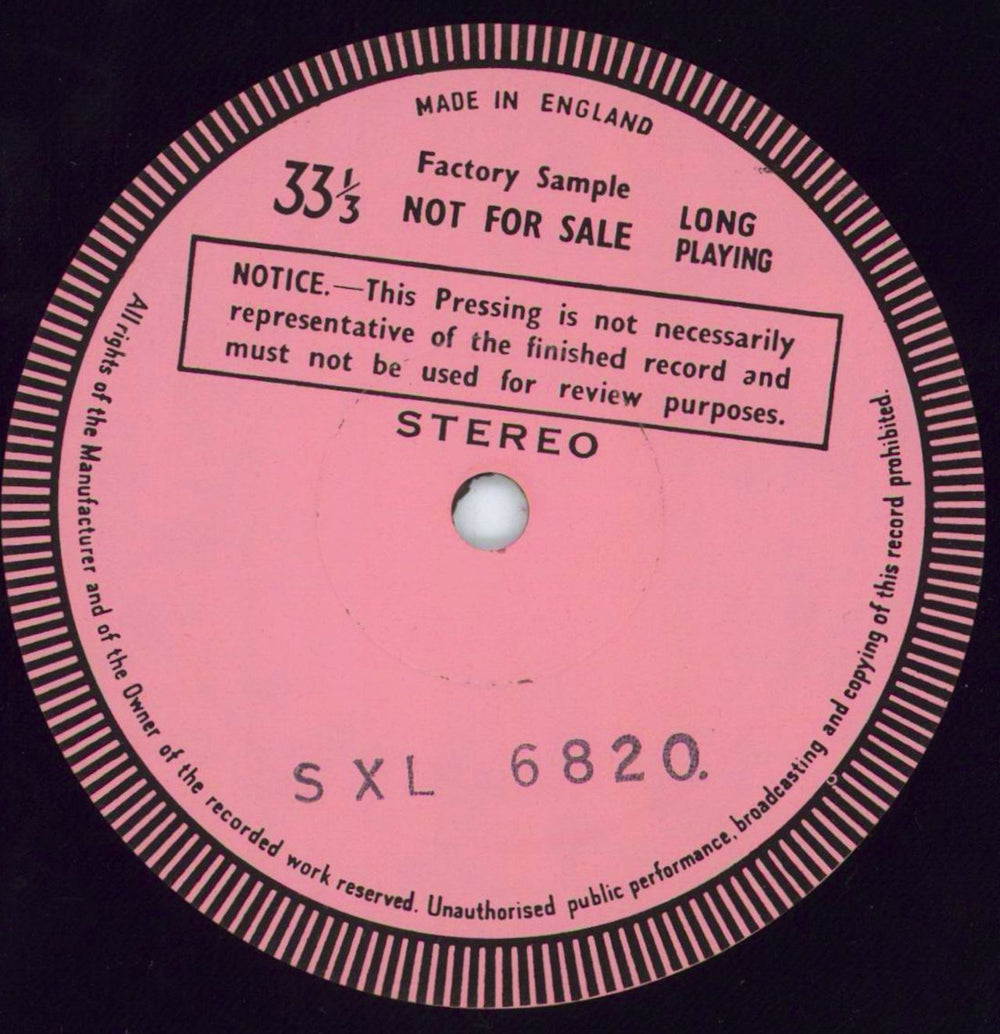 MADE IN ENGLAND
33⅓
Factory Sample
NOT FOR SALE
LONG
PLAYING
NOTICE.—This Pressing is not necessarily
representative of the finished record and
must not be used for review purposes.
STEREO
SXL 6820.
All rights of the Manufacturer and of the Owner of the recorded work reserved. Unauthorised public performance, broadcasting and copying of this record prohibited.